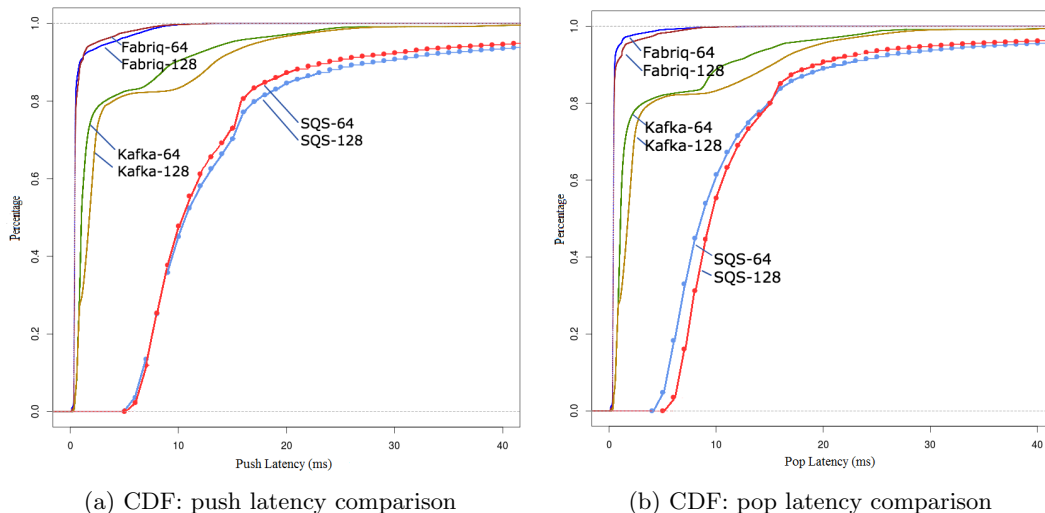 1.0
0.8
0.6
0.4
0.2
0.0
Percentage
Fabriq-64
Fabriq-128
Kafka-64
Kafka-128
SQS-64
SQS-128
0
10
20
30
40
Push Latency (ms)
(a) CDF: push latency comparison
1.0
0.8
0.6
0.4
0.2
0.0
Percentage
Fabriq-64
Fabriq-128
Kafka-64
Kafka-128
SQS-64
SQS-128
0
10
20
30
40
Pop Latency (ms)
(b) CDF: pop latency comparison